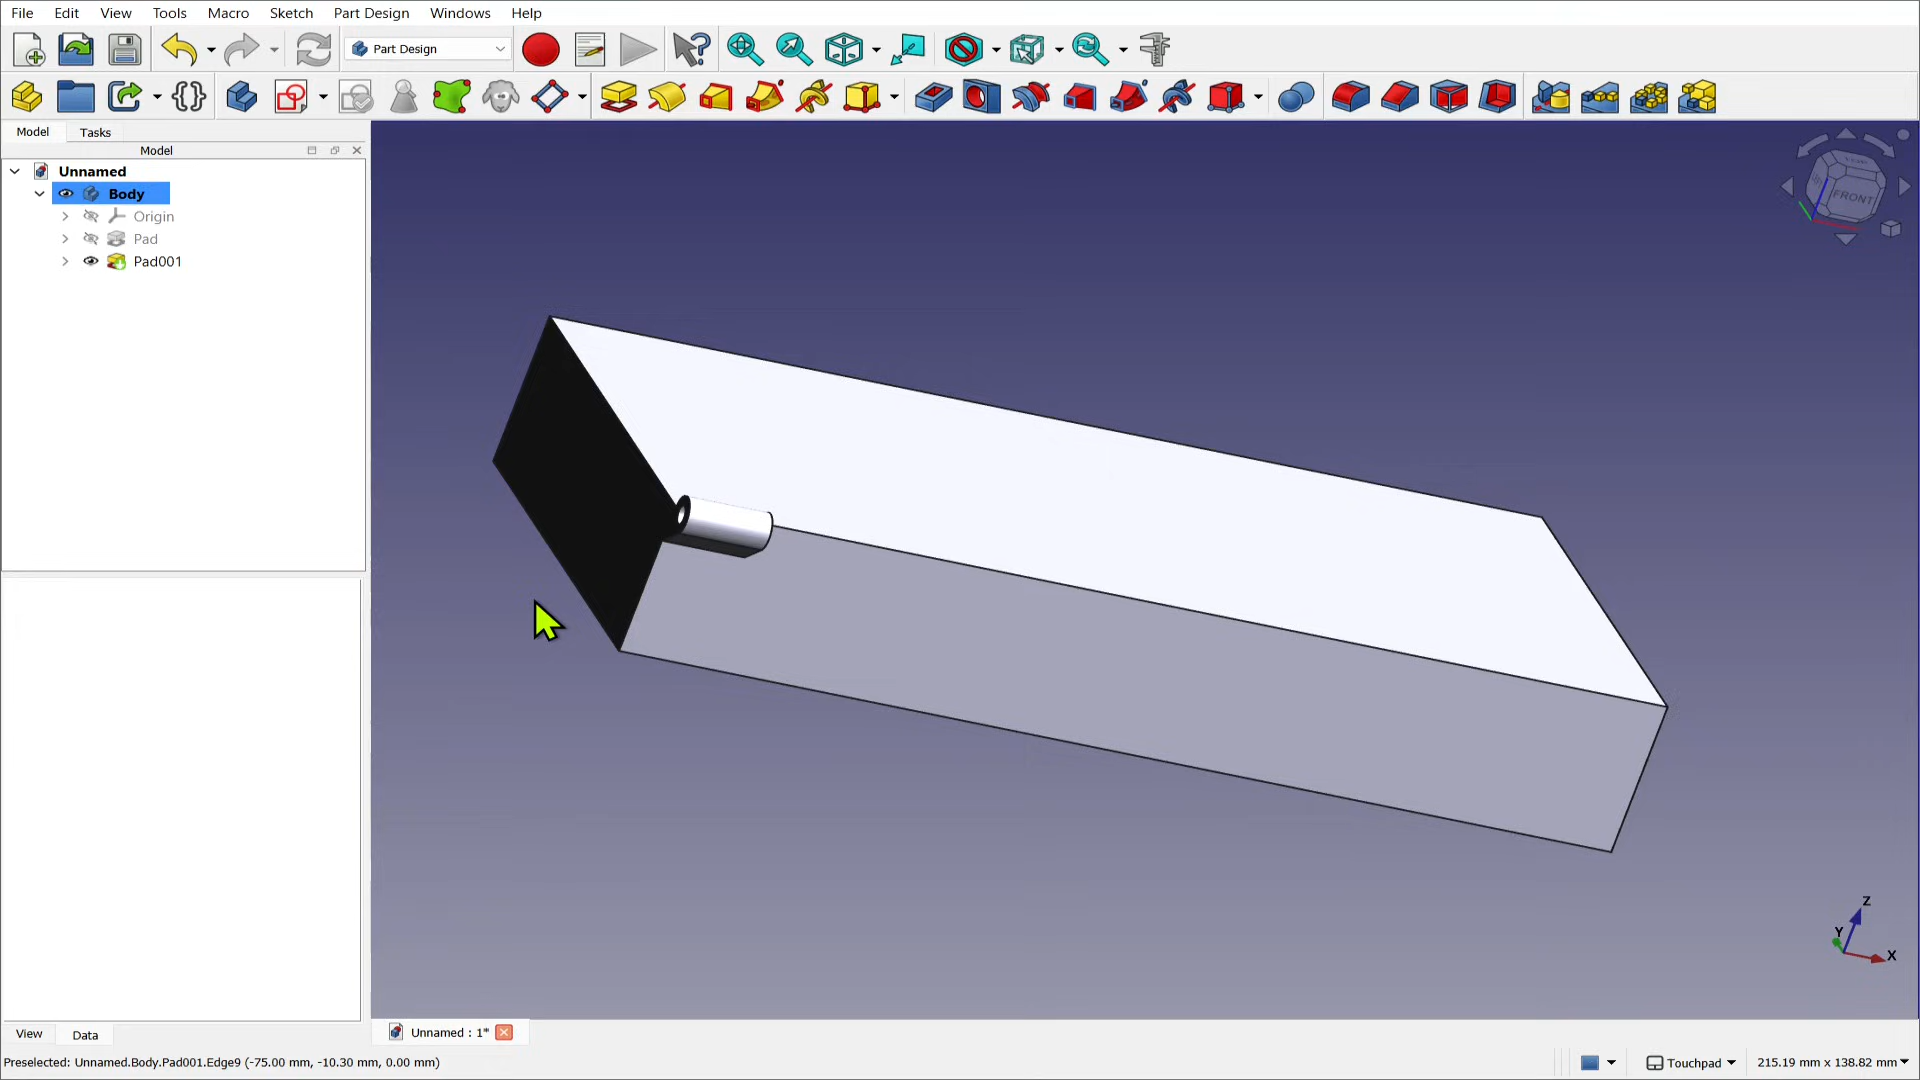 File Edit View Tools Macro Sketch Part Design Windows Help
Part Design
Model Tasks
Model
Unnamed
Body
Origin
Pad
Pad001
FRONT
Z
Y
X
View Data
Unnamed : 1*
Preselected: Unnamed.Body.Pad001.Edge9 (-75.00 mm, -10.30 mm, 0.00 mm)
Touchpad
215.19 mm x 138.82 mm